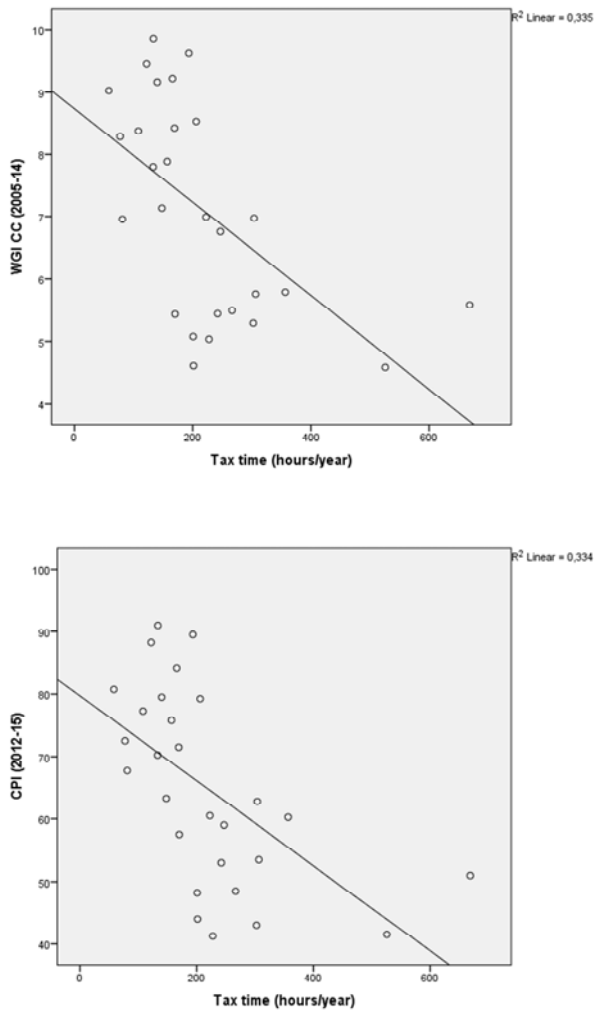 R² Linear = 0,335
10
9
8
7
6
5
4
WGI CC (2005-14)
0 200 400 600
Tax time (hours/year)
R² Linear = 0,334
100
90
80
70
60
50
40
CPI (2012-15)
0 200 400 600
Tax time (hours/year)